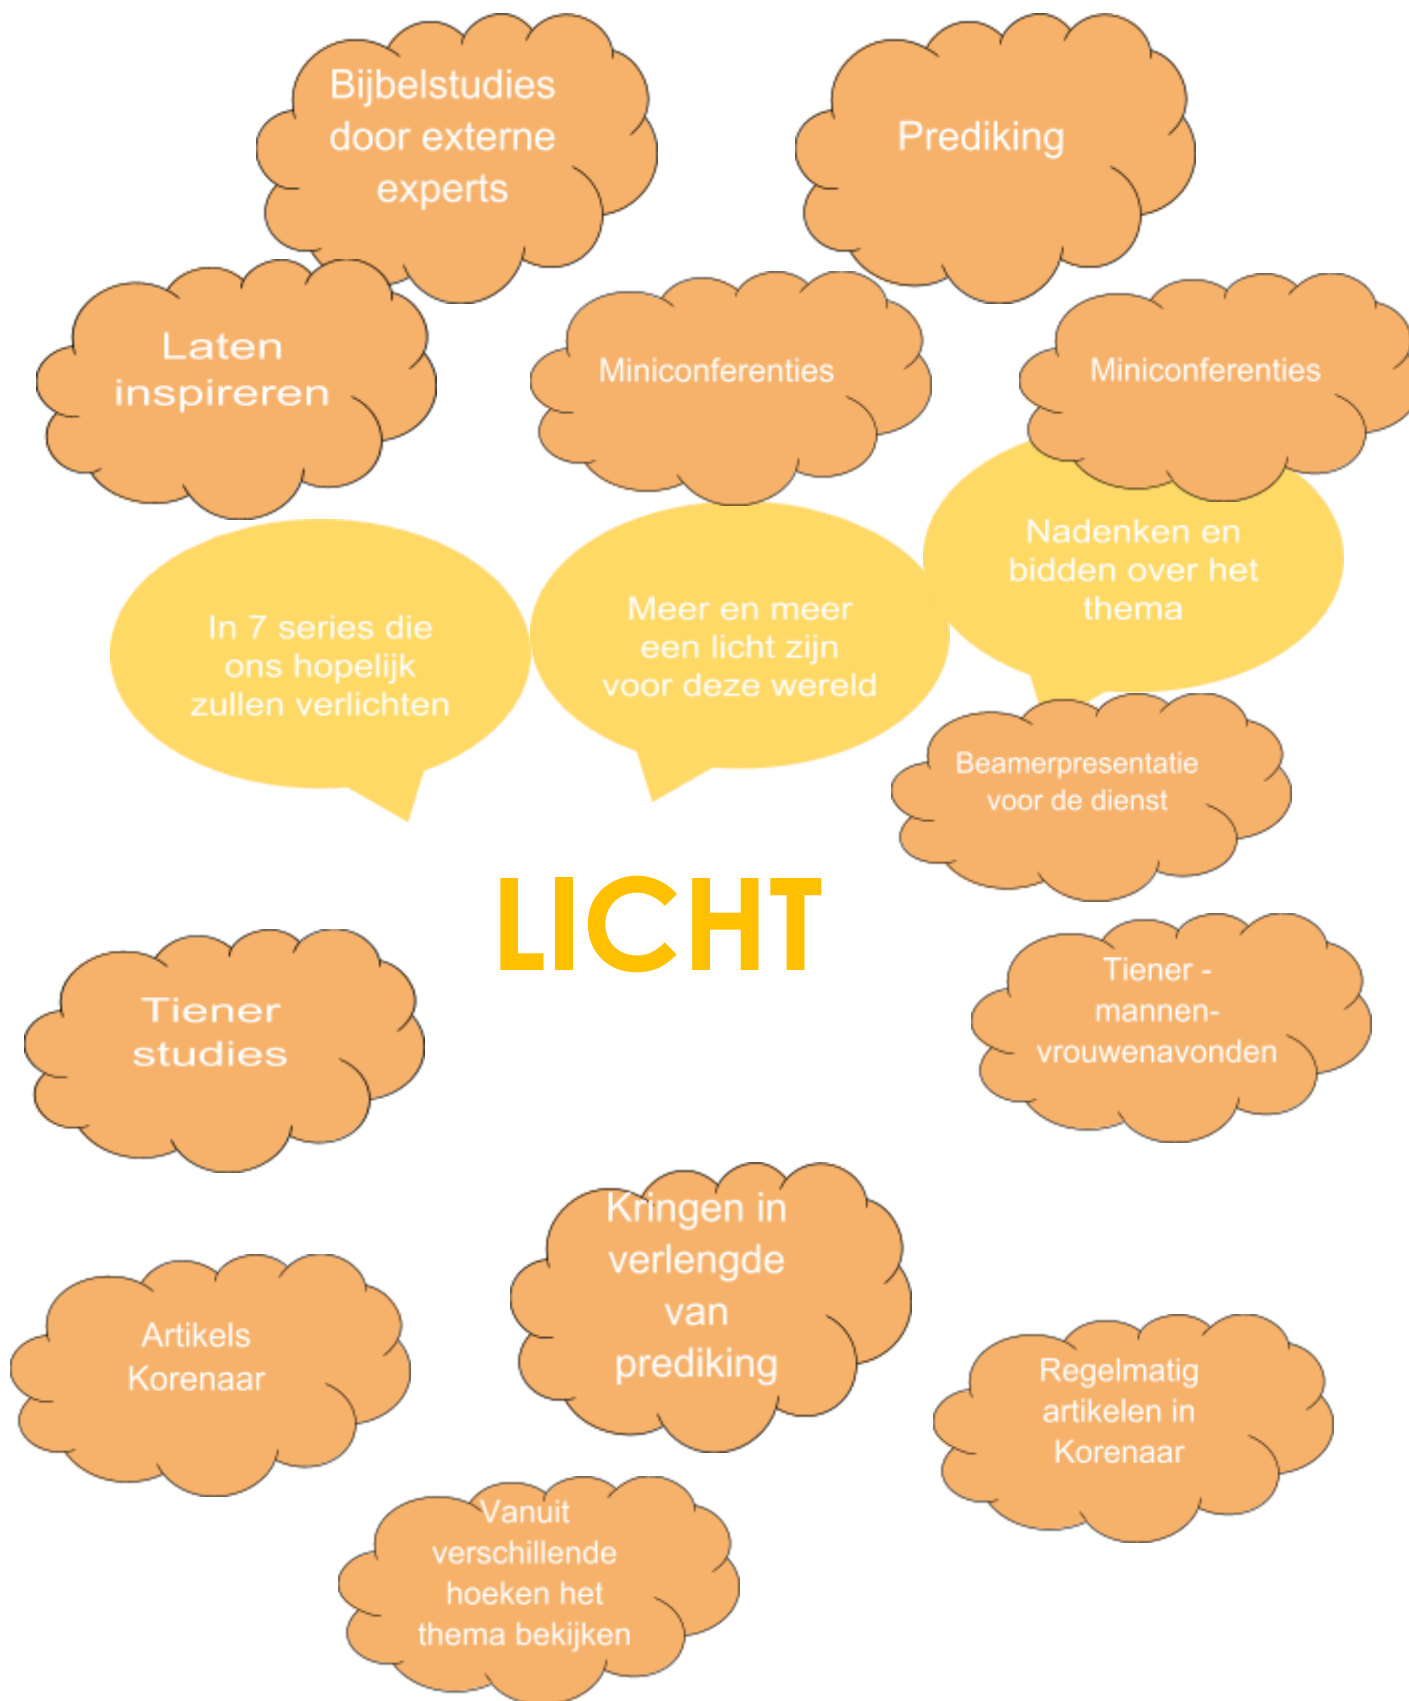 Bijbelstudies
door externe
experts
Prediking
Laten
inspireren
Miniconferenties
Miniconferenties
In 7 series die
ons hopelijk
zullen verlichten
Meer en meer
een licht zijn
voor deze wereld
Nadenken en
bidden over het
thema
Beamerpresentatie
voor de dienst
LICHT
Tiener
studies
Tiener -
mannen-
vrouwenavonden
Kringen in
verlengde
van
prediking
Artikels
Korenaar
Regelmatig
artikelen in
Korenaar
Vanuit
verschillende
hoeken het
thema bekijken